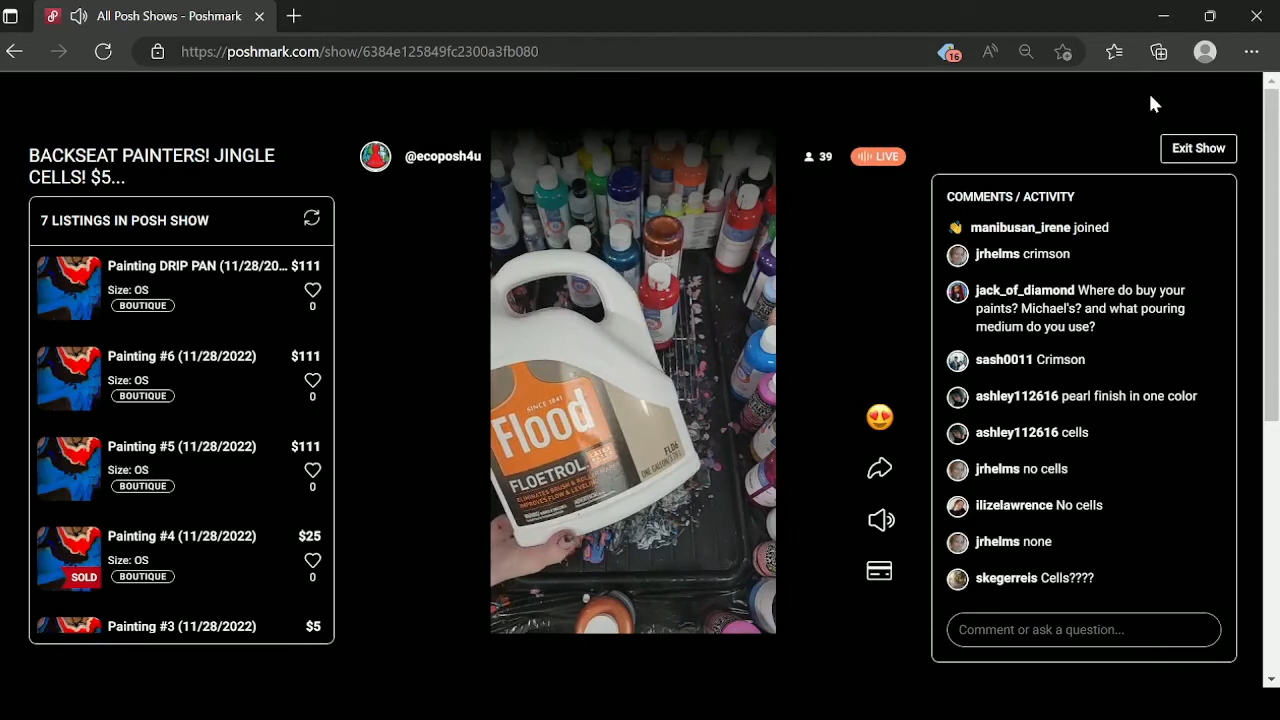 All Posh Shows - Poshmark
https://poshmark.com/show/6384e125849fc2300a3fb080
16
BACKSEAT PAINTERS! JINGLE
CELLS! $5...
7 LISTINGS IN POSH SHOW
Painting DRIP PAN (11/28/20... $111
Size: OS
BOUTIQUE
0
Painting #6 (11/28/2022) $111
Size: OS
BOUTIQUE
0
Painting #5 (11/28/2022) $111
Size: OS
BOUTIQUE
0
Painting #4 (11/28/2022) $25
Size: OS
BOUTIQUE
SOLD
0
Painting #3 (11/28/2022) $5
@ecoposh4u
39
LIVE
SINCE 1841
Flood
FLOETROL
FLD6
ONE GALLON
Exit Show
COMMENTS / ACTIVITY
manibusan_irene joined
jrhelms crimson
jack_of_diamond Where do buy your
paints? Michael's? and what pouring
medium do you use?
sash0011 Crimson
ashley112616 pearl finish in one color
ashley112616 cells
jrhelms no cells
ilizelawrence No cells
jrhelms none
skegerreis Cells????
Comment or ask a question...